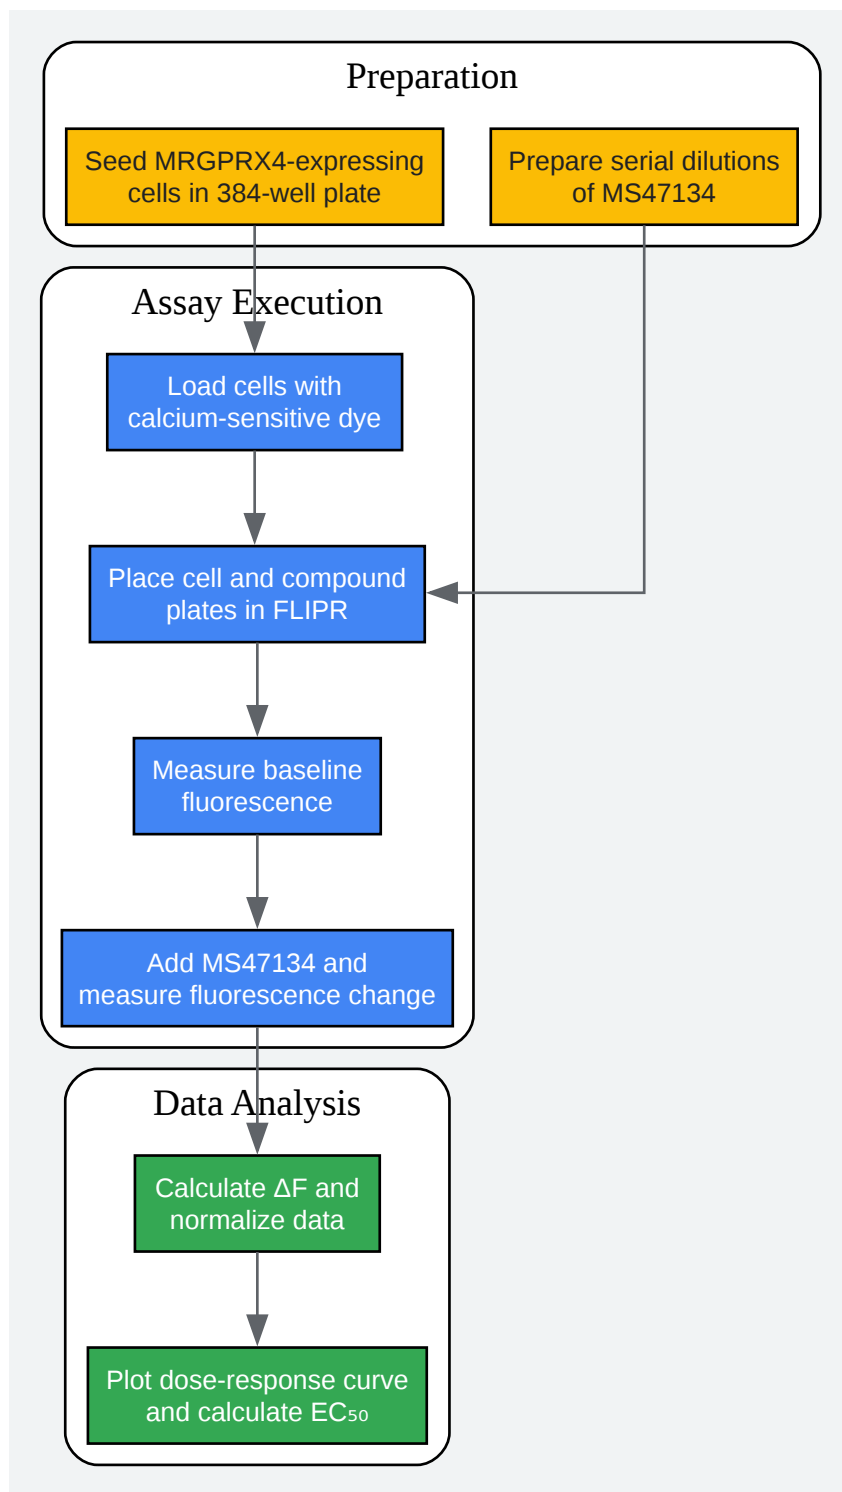 Preparation
Seed MRGPRX4-expressing
cells in 384-well plate
Prepare serial dilutions
of MS47134
Assay Execution
Load cells with
calcium-sensitive dye
Place cell and compound
plates in FLIPR
Measure baseline
fluorescence
Add MS47134 and
measure fluorescence change
Data Analysis
Calculate ΔF and
normalize data
Plot dose-response curve
and calculate EC₅₀